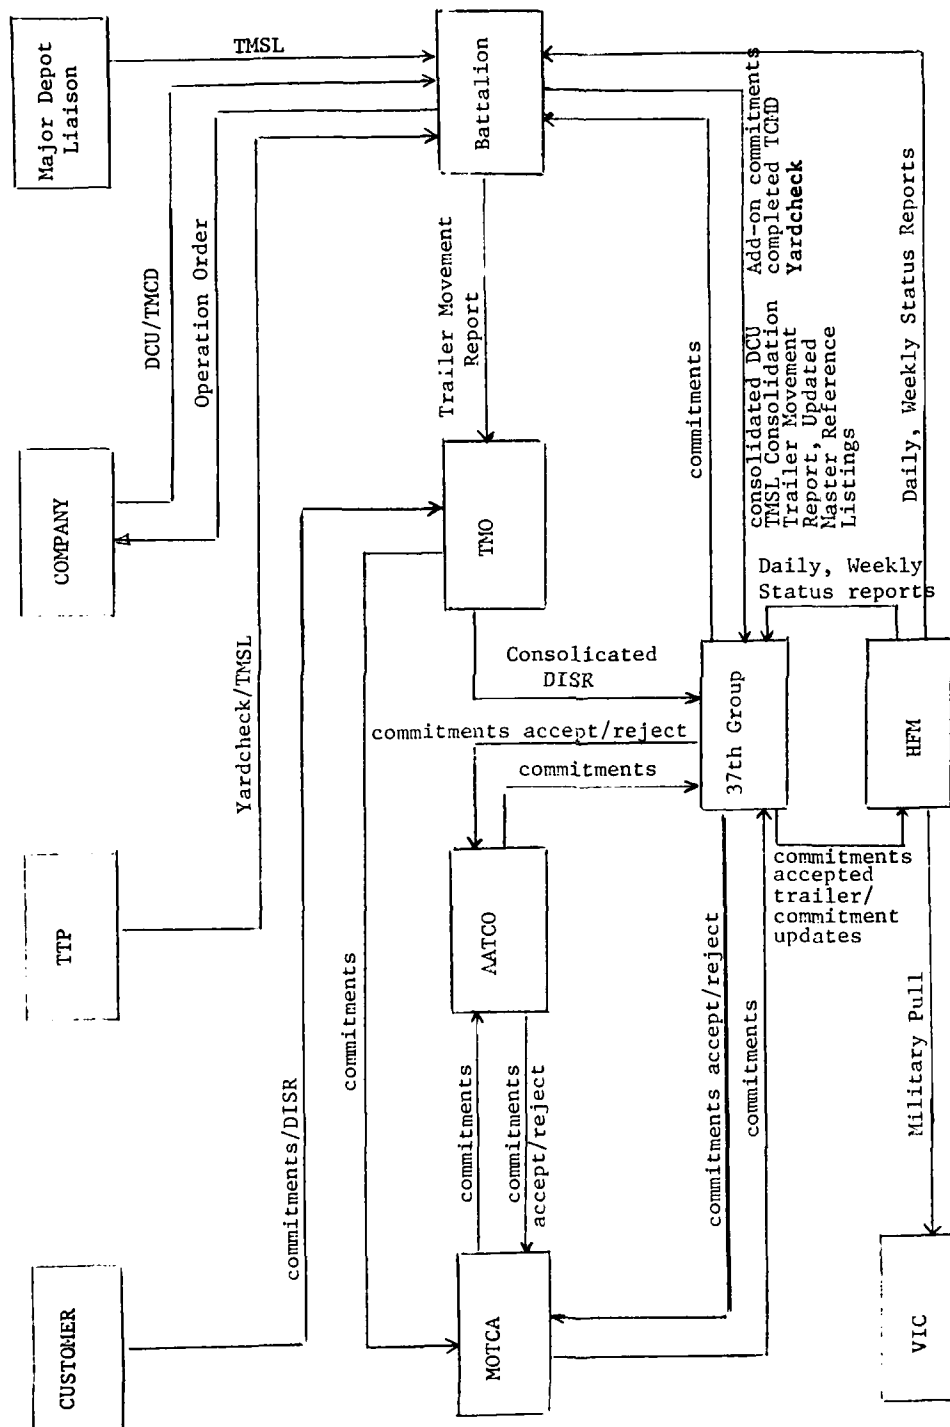 Major Depot
Liaison
TMSL
Battalion
DCU/TMCD
Operation Order
COMPANY
Yardcheck/TMSL
TTP
Trailer Movement
Report
TMO
commitments/DISR
CUSTOMER
commitments
Consolicated
DISR
commitments accept/reject
commitments
AATCO
commitments
commitments
accept/reject
MOTCA
commitments
Add-on commitments
completed TCMD
Yardcheck
consolidated DCU
TMSL Consolidation
Trailer Movement
Report, Updated
Master Reference
Listings
Daily, Weekly Status Reports
Daily, Weekly
Status reports
37th Group
HFM
commitments
accepted
trailer/
commitment
updates
commitments accept/reject
commitments
Military Pull
VIC